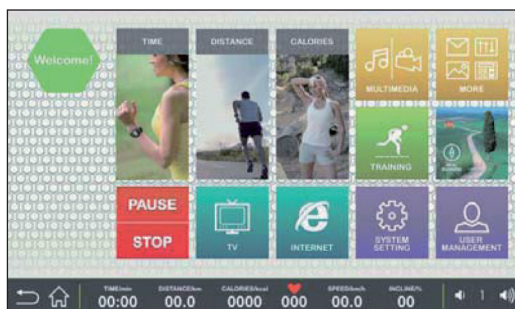 Welcome!
TIME
DISTANCE
CALORIES
MULTIMEDIA
MORE
TRAINING
PAUSE
STOP
TV
INTERNET
SYSTEM
SETTING
USER
MANAGEMENT
TIME/min DISTANCE/km CALORIES/kcal SPEED/km/h INCLINE/%
00:00 00.0 0000 000 00.0 00 1